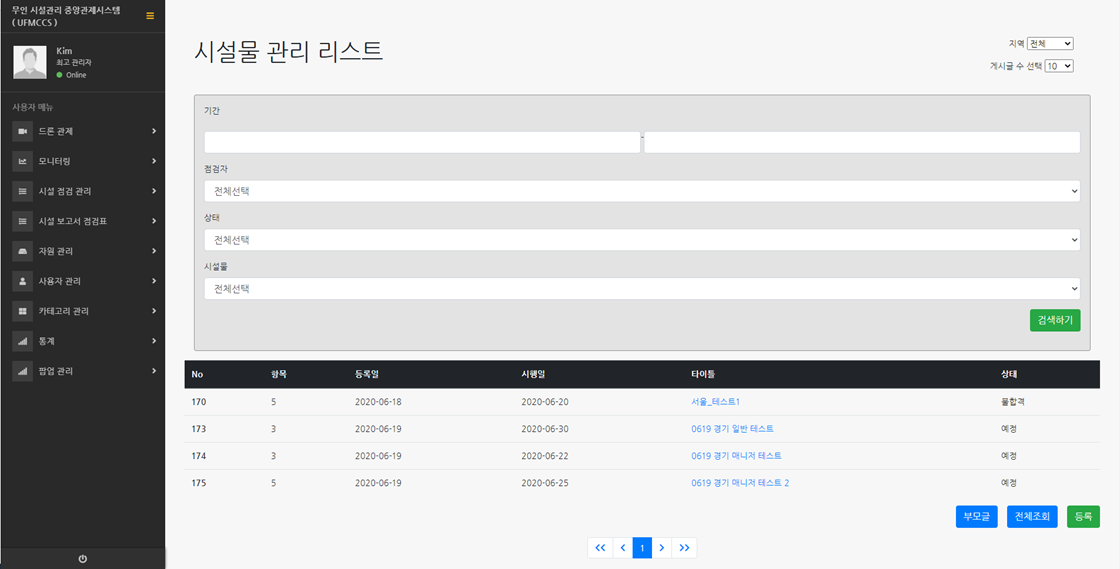 무인 시설관리 중앙관제시스템
( UFMCCS )
Kim
최고 관리자
Online
사용자 메뉴
드론 관제
모니터링
시설 점검 관리
시설 보고서 점검표
자원 관리
사용자 관리
카테고리 관리
통계
팝업 관리
시설물 관리 리스트
지역 전체
게시글 수 선택 10
기간
-
점검자
전체선택
상태
전체선택
시설물
전체선택
검색하기
No 항목 등록일 시행일 타이틀 상태
170 5 2020-06-18 2020-06-20 서울_테스트1 불합격
173 3 2020-06-19 2020-06-30 0619 경기 일반 테스트 예정
174 3 2020-06-19 2020-06-22 0619 경기 매니저 테스트 예정
175 5 2020-06-19 2020-06-25 0619 경기 매니저 테스트 2 예정
부모글 전체조회 등록
1